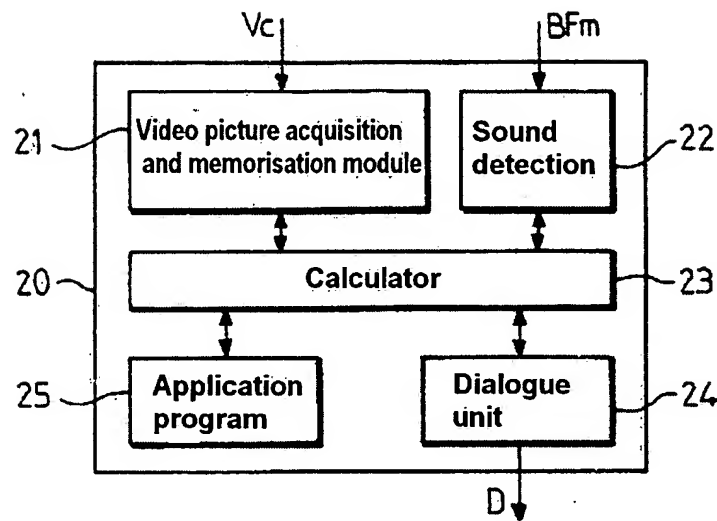 Vc
BFm
21
Video picture acquisition
and memorisation module
Sound
detection
22
20
Calculator
23
25
Application
program
Dialogue
unit
24
D